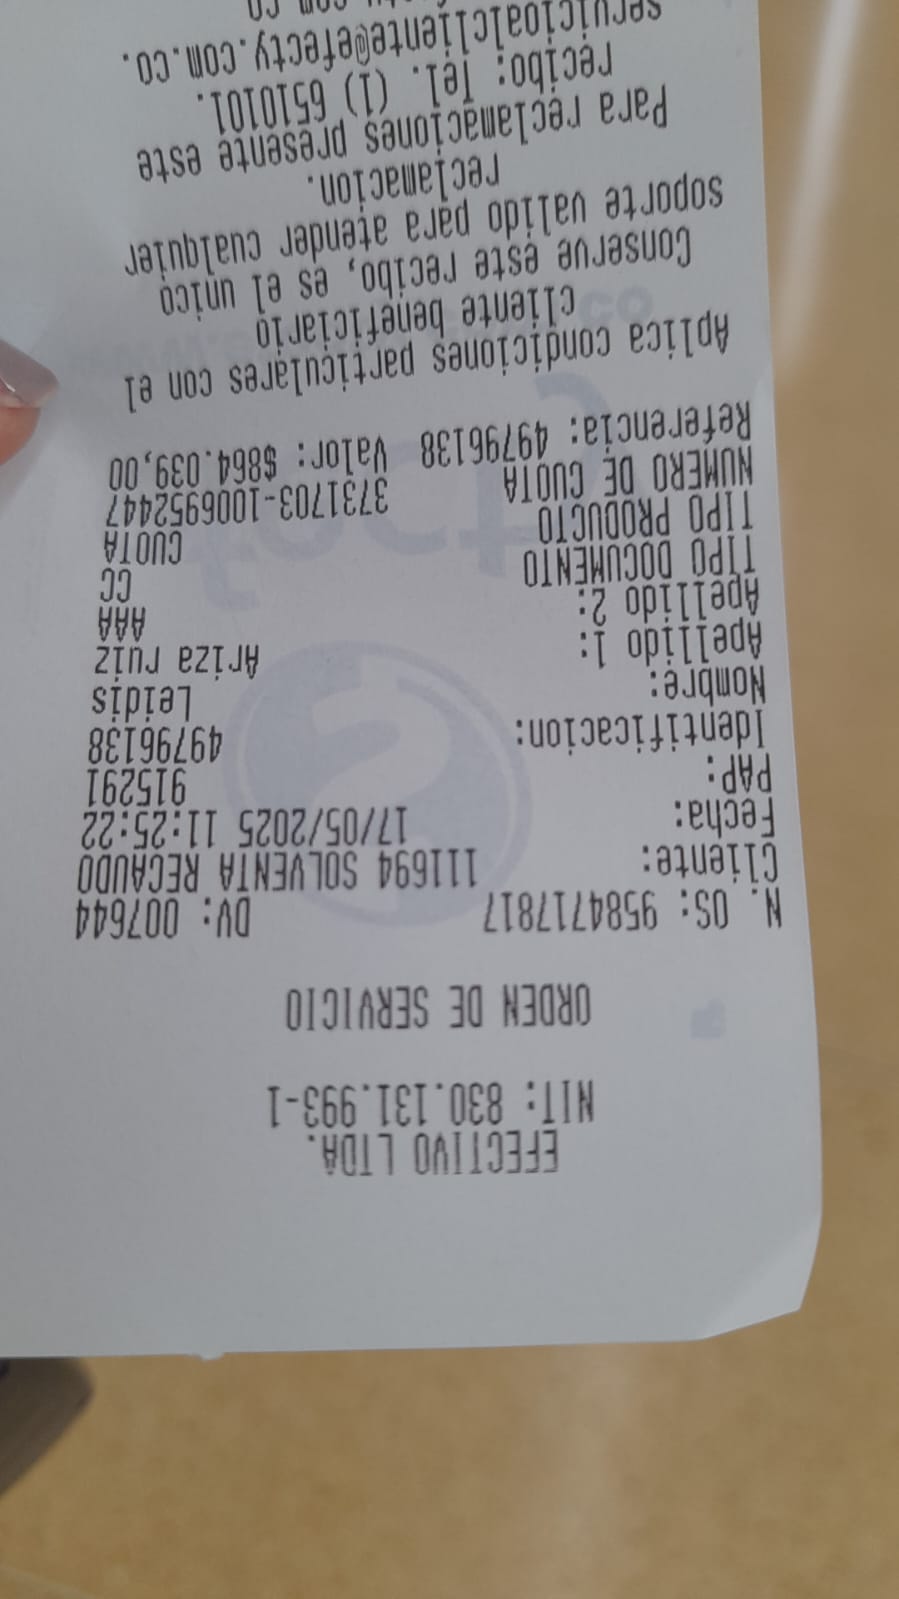 EFECTIVO LTDA.
NIT: 830.131.993-1
ORDEN DE SERVICIO
N. OS: 9584717817 DV: 007644
Cliente: 111694 SOLVENTA RECAUDO
Fecha: 17/05/2025 11:25:22
PAP: 915291
Identificacion: 49796138
Nombre: Leidis
Apellido 1: Ariza ruiz
Apellido 2: AAA
TIPO DOCUMENTO CC
TIPO PRODUCTO CUOTA
NUMERO DE CUOTA 3731703-1006952447
Referencia: 49796138 Valor: $864.039,00
Aplica condiciones particulares con el
cliente beneficiario
Conserve este recibo, es el unico
soporte valido para atender cualquier
reclamacion.
Para reclamaciones presente este
recibo: Tel. (1) 6510101.
servicioalcliente@efecty.com.co.